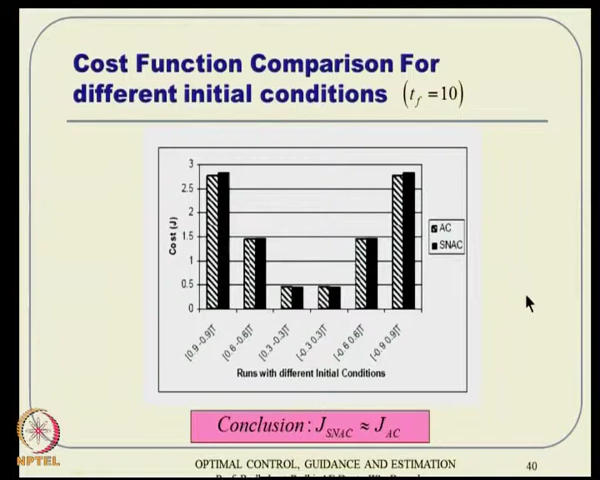 Cost Function Comparison For
different initial conditions (t_f = 10)
3
2.5
2
1.5
1
0.5
0
Cost (J)
AC
SNAC
[0.9 -0.9]T
[0.6 -0.6]T
[0.3 -0.3]T
[-0.3 0.3]T
[-0.6 0.6]T
[-0.9 0.9]T
Runs with different Initial Conditions
Conclusion : J_SNAC ≈ J_AC
NPTEL
OPTIMAL CONTROL, GUIDANCE AND ESTIMATION
40